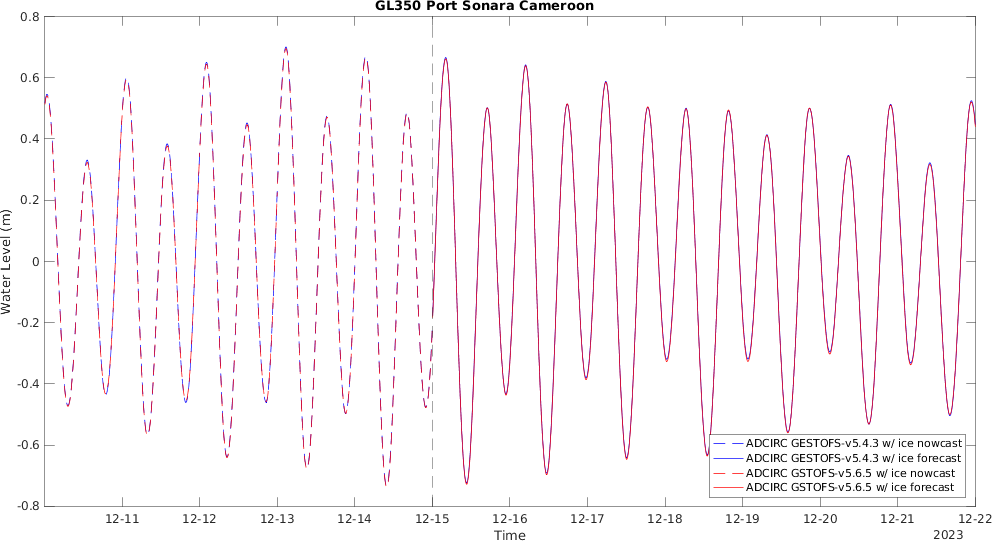 GL350 Port Sonara Cameroon
0.8
0.6
0.4
0.2
0
-0.2
-0.4
-0.6
-0.8
Water Level (m)
ADCIRC GESTOFS-v5.4.3 w/ ice nowcast
ADCIRC GESTOFS-v5.4.3 w/ ice forecast
ADCIRC GSTOFS-v5.6.5 w/ ice nowcast
ADCIRC GSTOFS-v5.6.5 w/ ice forecast
12-11 12-12 12-13 12-14 12-15 12-16 12-17 12-18 12-19 12-20 12-21 12-22
Time
2023